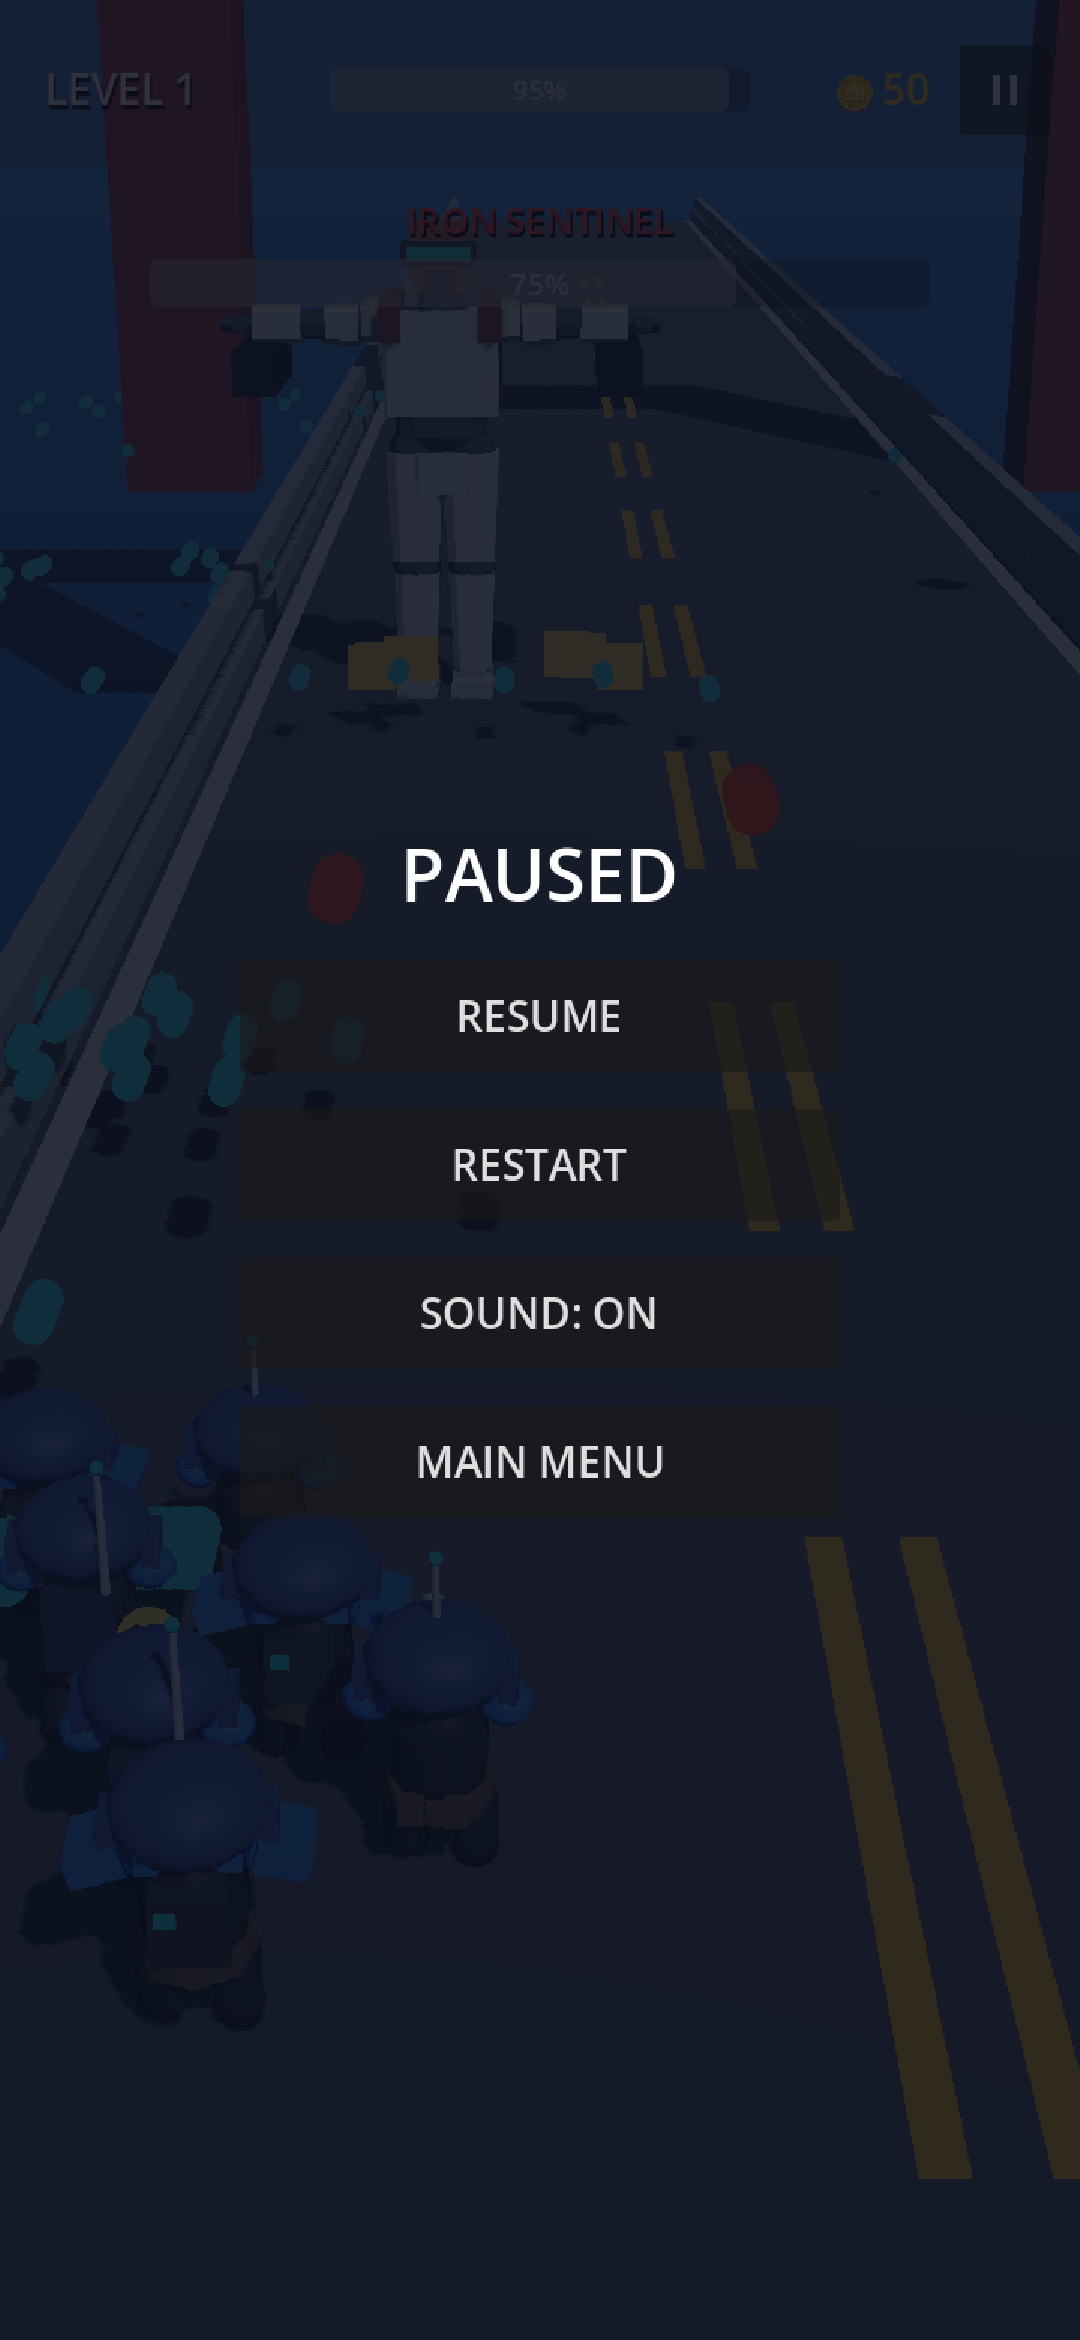 LEVEL 1
95%
50
IRON SENTINEL
75%
PAUSED
RESUME
RESTART
SOUND: ON
MAIN MENU